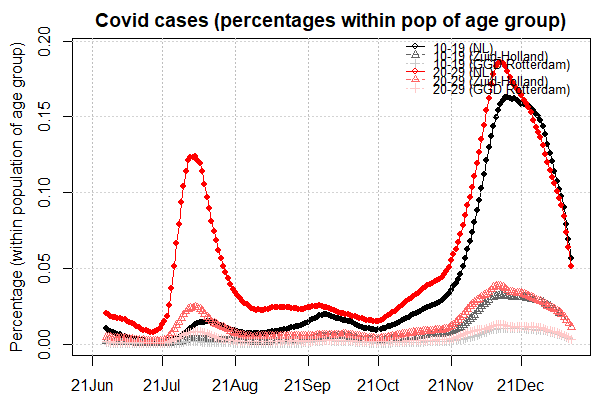 Covid cases (percentages within pop of age group)
Percentage (within population of age group)
0.20
0.15
0.10
0.05
0.00
10-19 (NL)
10-19 (Zuid-Holland)
10-19 (GGD Rotterdam)
20-29 (NL)
20-29 (Zuid-Holland)
20-29 (GGD Rotterdam)
21Jun 21Jul 21Aug 21Sep 21Oct 21Nov 21Dec